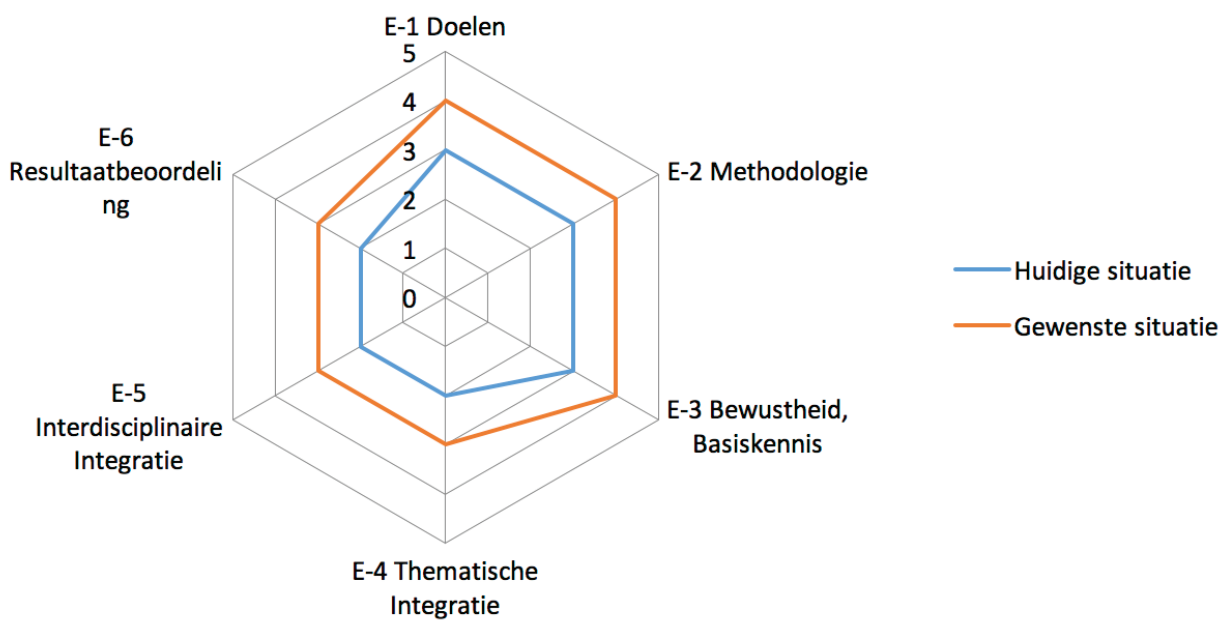 E-1 Doelen
5
4
3
2
1
0
E-2 Methodologie
E-3 Bewustheid,
Basiskennis
E-4 Thematische
Integratie
E-5
Interdisciplinaire
Integratie
E-6
Resultaatbeoordeli
ng
Huidige situatie
Gewenste situatie